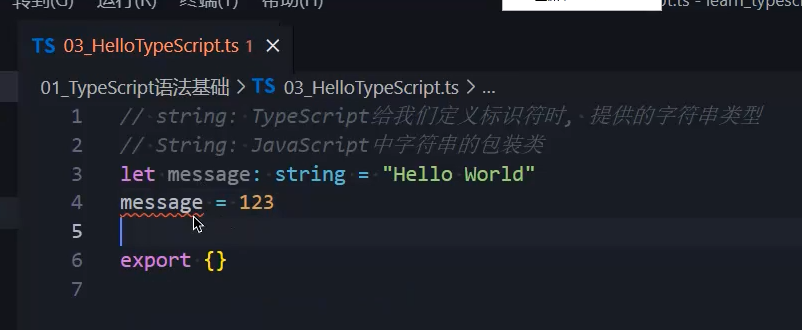 转到(G) 运行(R) 终端(T) 帮助(H)
learn_typesc
TS 03_HelloTypeScript.ts 1 ×
01_TypeScript语法基础 > TS 03_HelloTypeScript.ts > ...
1 // string: TypeScript给我们定义标识符时, 提供的字符串类型
2 // String: JavaScript中字符串的包装类
3 let message: string = "Hello World"
4 message = 123
5
6 export {}
7